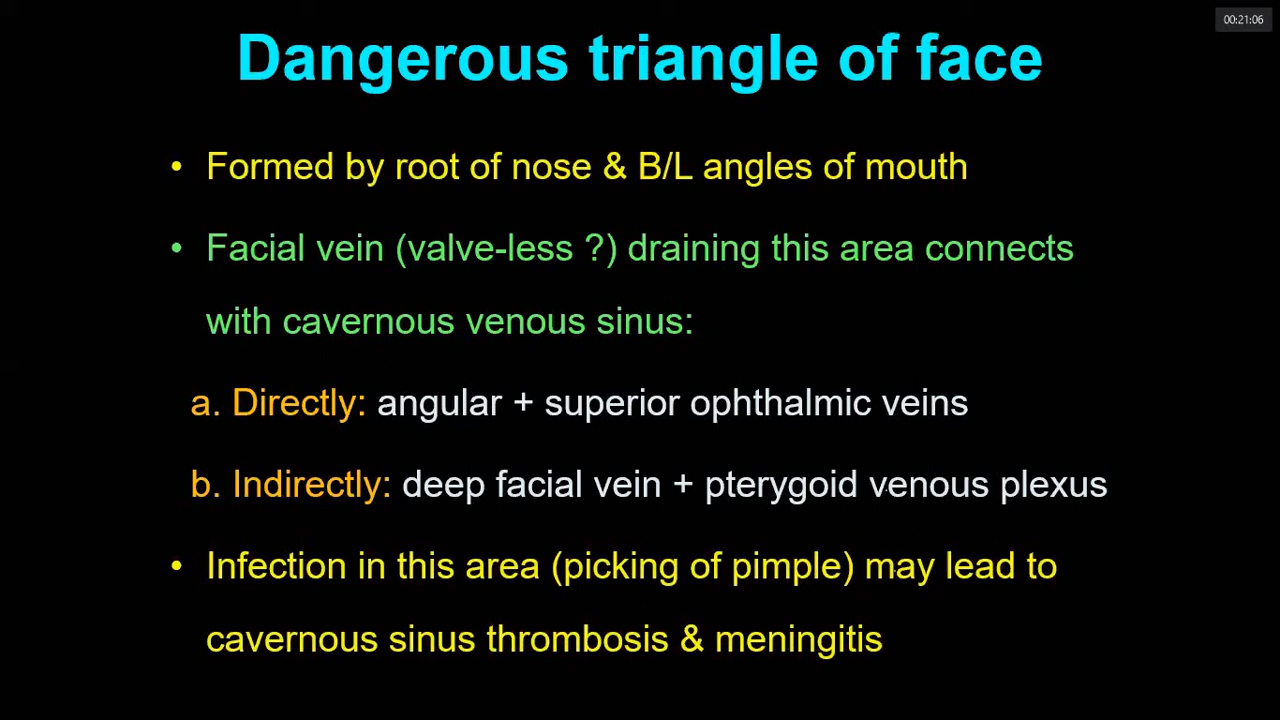 00:21:06
Dangerous triangle of face
• Formed by root of nose & B/L angles of mouth
• Facial vein (valve-less ?) draining this area connects
with cavernous venous sinus:
a. Directly: angular + superior ophthalmic veins
b. Indirectly: deep facial vein + pterygoid venous plexus
• Infection in this area (picking of pimple) may lead to
cavernous sinus thrombosis & meningitis